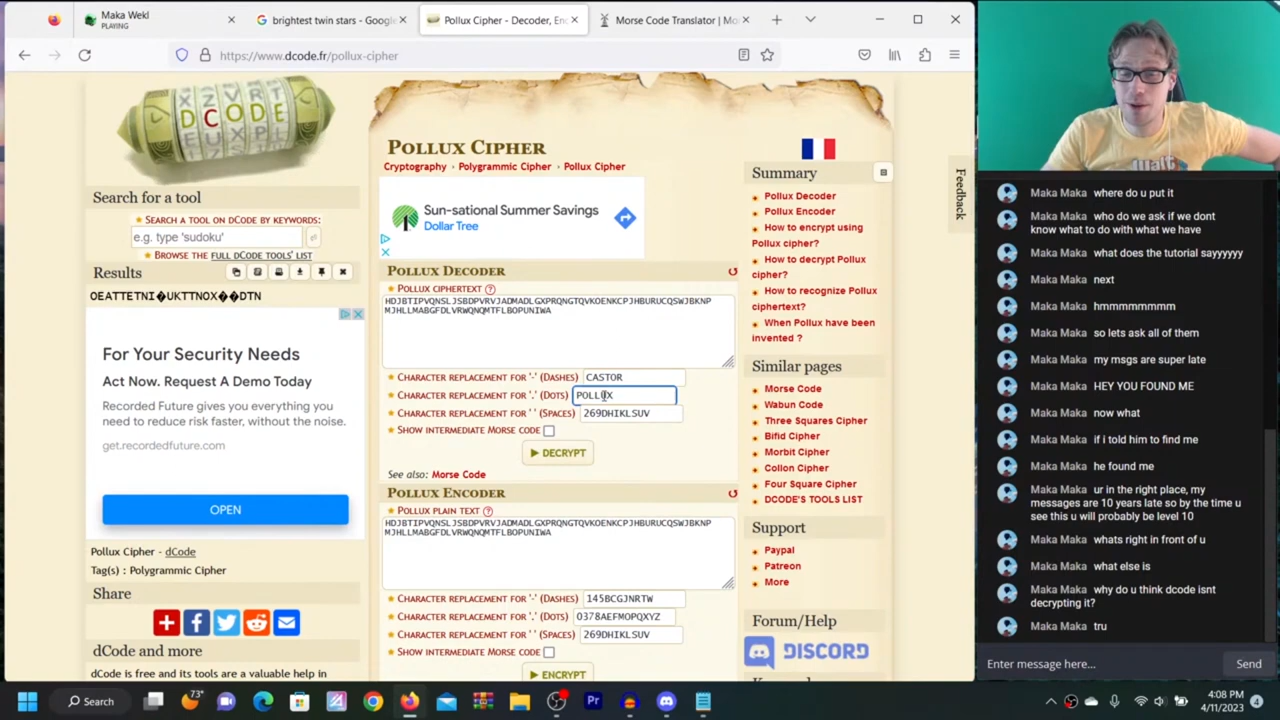 Maka Wekl
PLAYING
brightest twin stars - Google
Pollux Cipher - Decoder, Enc
Morse Code Translator | Mo
https://www.dcode.fr/pollux-cipher
DCODE
Search for a tool
SEARCH A TOOL ON DCODE BY KEYWORDS:
e.g. type 'sudoku'
BROWSE THE FULL DCODE TOOLS' LIST
Results
OEATTETNI�UKTTNOX��DTN
For Your Security Needs
Act Now. Request A Demo Today
Recorded Future gives you everything you
need to reduce risk faster, without the noise.
get.recordedfuture.com
OPEN
Pollux Cipher - dCode
Tag(s) : Polygrammic Cipher
Share
dCode and more
dCode is free and its tools are a valuable help in
POLLUX CIPHER
Cryptography
Polygrammic Cipher
Pollux Cipher
Sun-sational Summer Savings
Dollar Tree
POLLUX DECODER
POLLUX CIPHERTEXT
HDJBTIPVQNSLJSBDPVRVJADMADLGXPRQNGTQVKOENKCPJHBURUCQSWJBKNP
MJHLLMABGFDLVRWQNQMTFLBOPUNIWA
CHARACTER REPLACEMENT FOR '-' (DASHES) CASTOR
CHARACTER REPLACEMENT FOR '.' (DOTS) POLLUX
CHARACTER REPLACEMENT FOR ' ' (SPACES) 269DHIKLSUV
SHOW INTERMEDIATE MORSE CODE
DECRYPT
See also: Morse Code
POLLUX ENCODER
POLLUX PLAIN TEXT
HDJBTIPVQNSLJSBDPVRVJADMADLGXPRQNGTQVKOENKCPJHBURUCQSWJBKNP
MJHLLMABGFDLVRWQNQMTFLBOPUNIWA
CHARACTER REPLACEMENT FOR '-' (DASHES) 145BCGJNRTW
CHARACTER REPLACEMENT FOR '.' (DOTS) 0378AEFMOPQXYZ
CHARACTER REPLACEMENT FOR ' ' (SPACES) 269DHIKLSUV
SHOW INTERMEDIATE MORSE CODE
ENCRYPT
Summary
Pollux Decoder
Pollux Encoder
How to encrypt using
Pollux cipher?
How to decrypt Pollux
cipher?
How to recognize Pollux
ciphertext?
When Pollux have been
invented ?
Similar pages
Morse Code
Wabun Code
Three Squares Cipher
Bifid Cipher
Morbit Cipher
Collon Cipher
Four Square Cipher
DCODE'S TOOLS LIST
Support
Paypal
Patreon
More
Forum/Help
DISCORD
Feedback
Maka Maka where do u put it
Maka Maka who do we ask if we dont
know what to do with what we have
Maka Maka what does the tutorial sayyyyyy
Maka Maka next
Maka Maka hmmmmmmmm
Maka Maka so lets ask all of them
Maka Maka my msgs are super late
Maka Maka HEY YOU FOUND ME
Maka Maka now what
Maka Maka if i told him to find me
Maka Maka he found me
Maka Maka ur in the right place, my
messages are 10 years late so by the time u
see this u will probably be level 10
Maka Maka whats right in front of u
Maka Maka what else is
Maka Maka why do u think dcode isnt
decrypting it?
Maka Maka tru
Enter message here...
Send
73°
Search
Pr
4:08 PM
4/11/2023
4